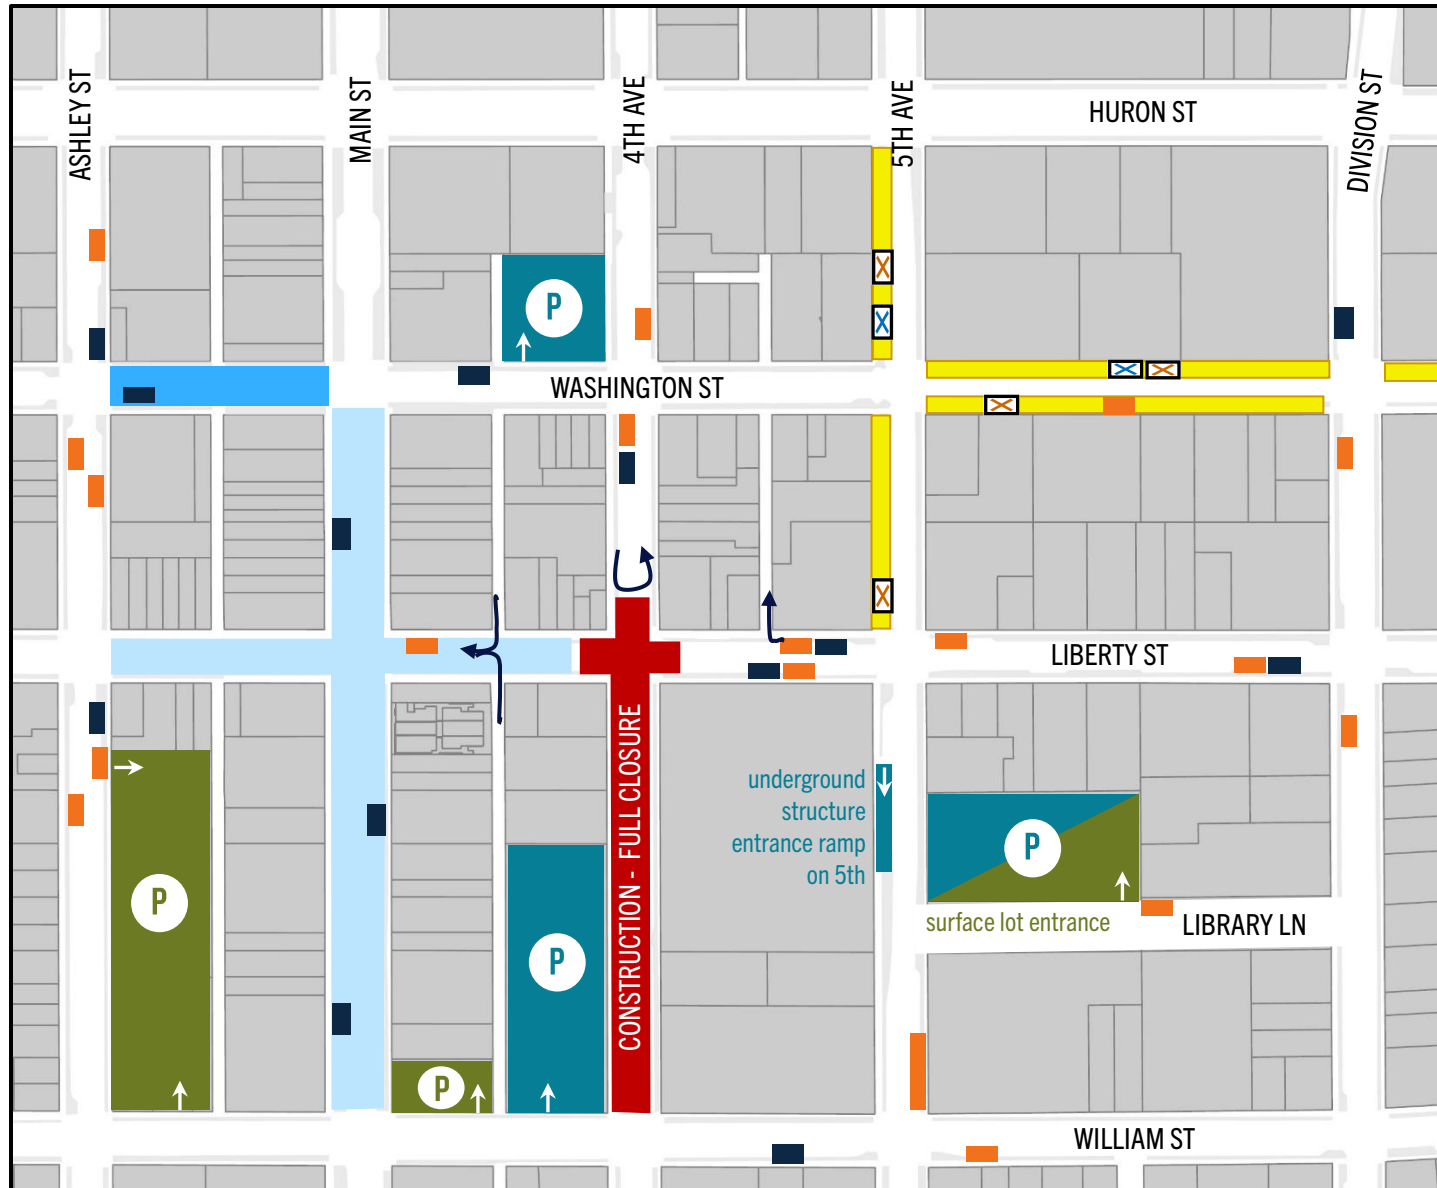 ASHLEY ST
MAIN ST
4TH AVE
5TH AVE
HURON ST
DIVISION ST
P
WASHINGTON ST
LIBERTY ST
CONSTRUCTION - FULL CLOSURE
underground
structure
entrance ramp
on 5th
P
P
P
surface lot entrance
LIBRARY LN
P
WILLIAM ST